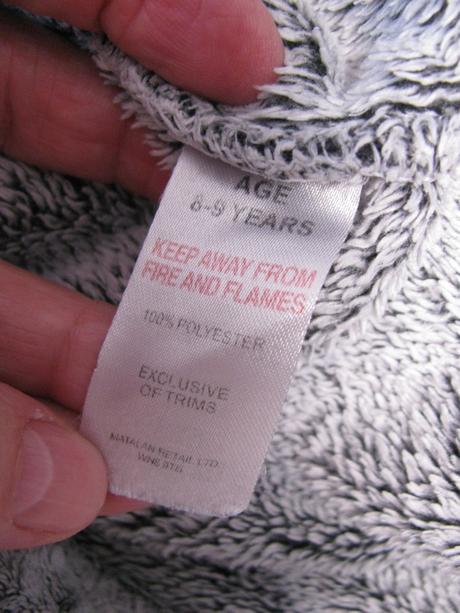 AGE
8-9 YEARS
KEEP AWAY FROM
FIRE AND FLAMES
100% POLYESTER
EXCLUSIVE
OF TRIMS
MATALAN RETAIL LTD.